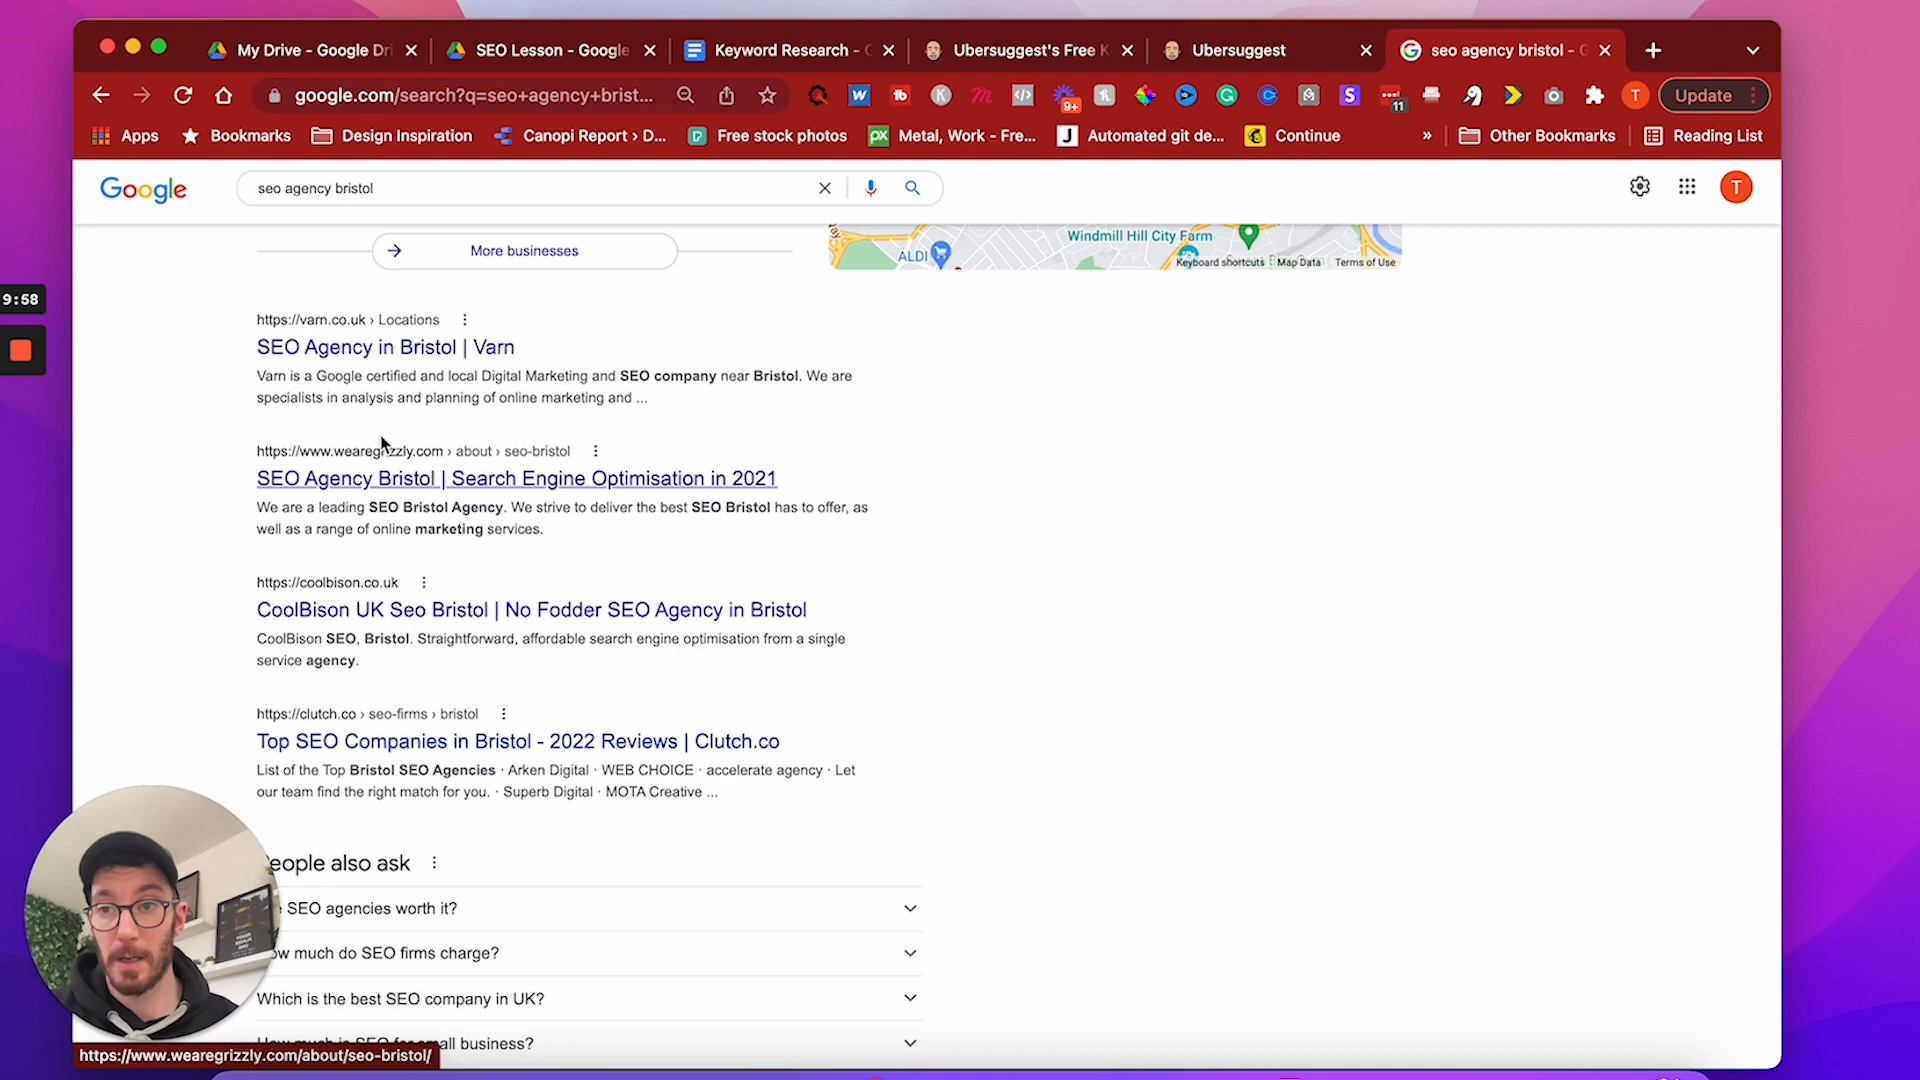 My Drive - Google Dri
SEO Lesson - Google
Keyword Research - G
Ubersuggest's Free K
Ubersuggest
seo agency bristol - G
google.com/search?q=seo+agency+brist...
9+
11
T
Update
Apps
Bookmarks
Design Inspiration
Canopi Report › D...
Free stock photos
Metal, Work - Fre...
Automated git de...
Continue
»
Other Bookmarks
Reading List
Google
seo agency bristol
T
More businesses
Windmill Hill City Farm
ALDI
Keyboard shortcuts
Map Data
Terms of Use
9:58
https://varn.co.uk › Locations
SEO Agency in Bristol | Varn
Varn is a Google certified and local Digital Marketing and SEO company near Bristol. We are
specialists in analysis and planning of online marketing and ...
https://www.wearegrizzly.com › about › seo-bristol
SEO Agency Bristol | Search Engine Optimisation in 2021
We are a leading SEO Bristol Agency. We strive to deliver the best SEO Bristol has to offer, as
well as a range of online marketing services.
https://coolbison.co.uk
CoolBison UK Seo Bristol | No Fodder SEO Agency in Bristol
CoolBison SEO, Bristol. Straightforward, affordable search engine optimisation from a single
service agency.
https://clutch.co › seo-firms › bristol
Top SEO Companies in Bristol - 2022 Reviews | Clutch.co
List of the Top Bristol SEO Agencies · Arken Digital · WEB CHOICE · accelerate agency · Let
our team find the right match for you. · Superb Digital · MOTA Creative ...
eople also ask
SEO agencies worth it?
ow much do SEO firms charge?
Which is the best SEO company in UK?
How much is SEO for small business?
https://www.wearegrizzly.com/about/seo-bristol/